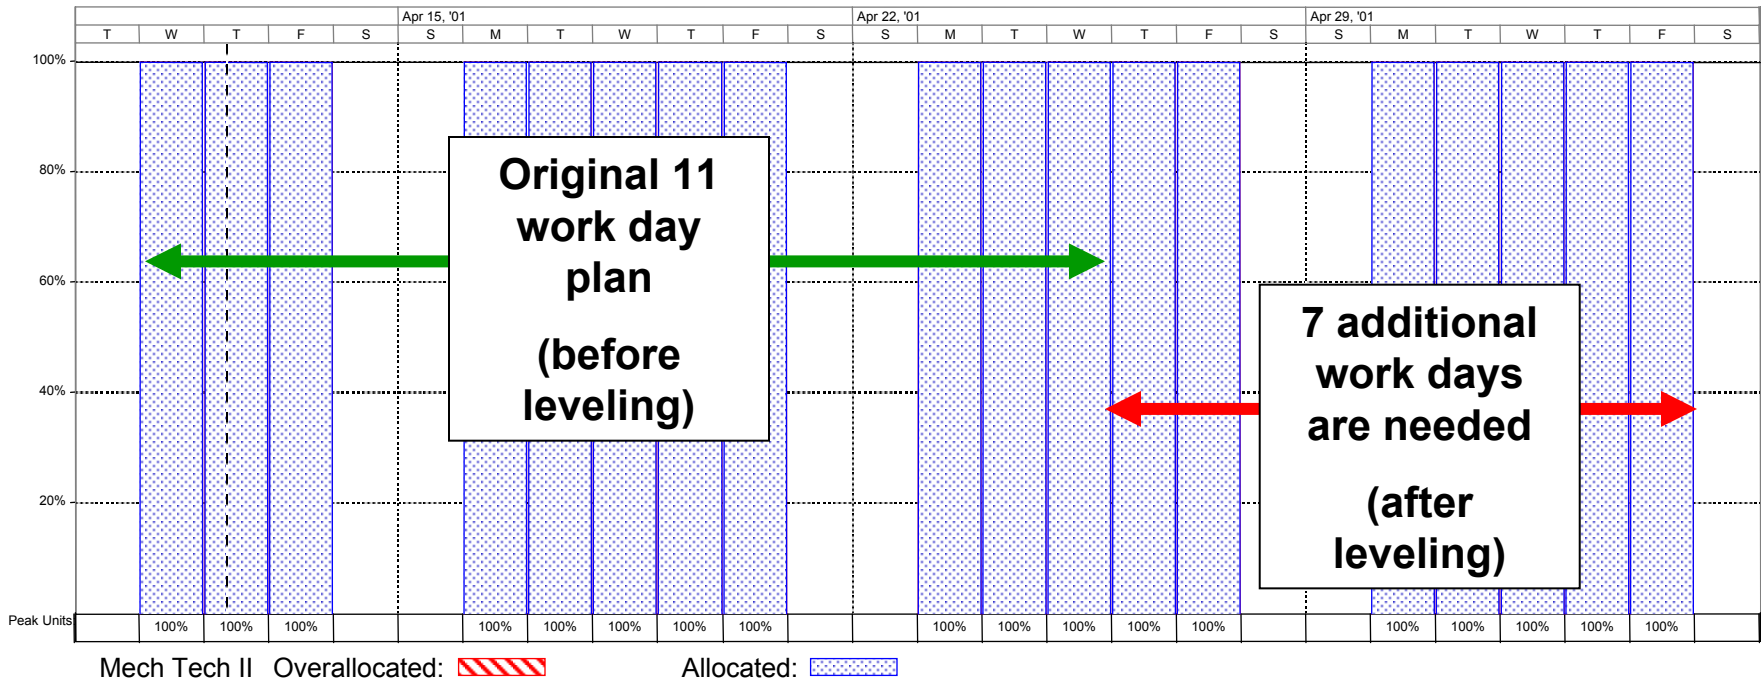 Apr 15, '01 Apr 22, '01 Apr 29, '01
T W T F S S M T W T F S S M T W T F S S M T W T F S
100%
80%
60%
40%
20%
Original 11
work day
plan
(before
leveling)
7 additional
work days
are needed
(after
leveling)
Peak Units 100% 100% 100% 100% 100% 100% 100% 100% 100% 100% 100% 100% 100% 100% 100% 100% 100% 100%
Mech Tech II Overallocated: Allocated: